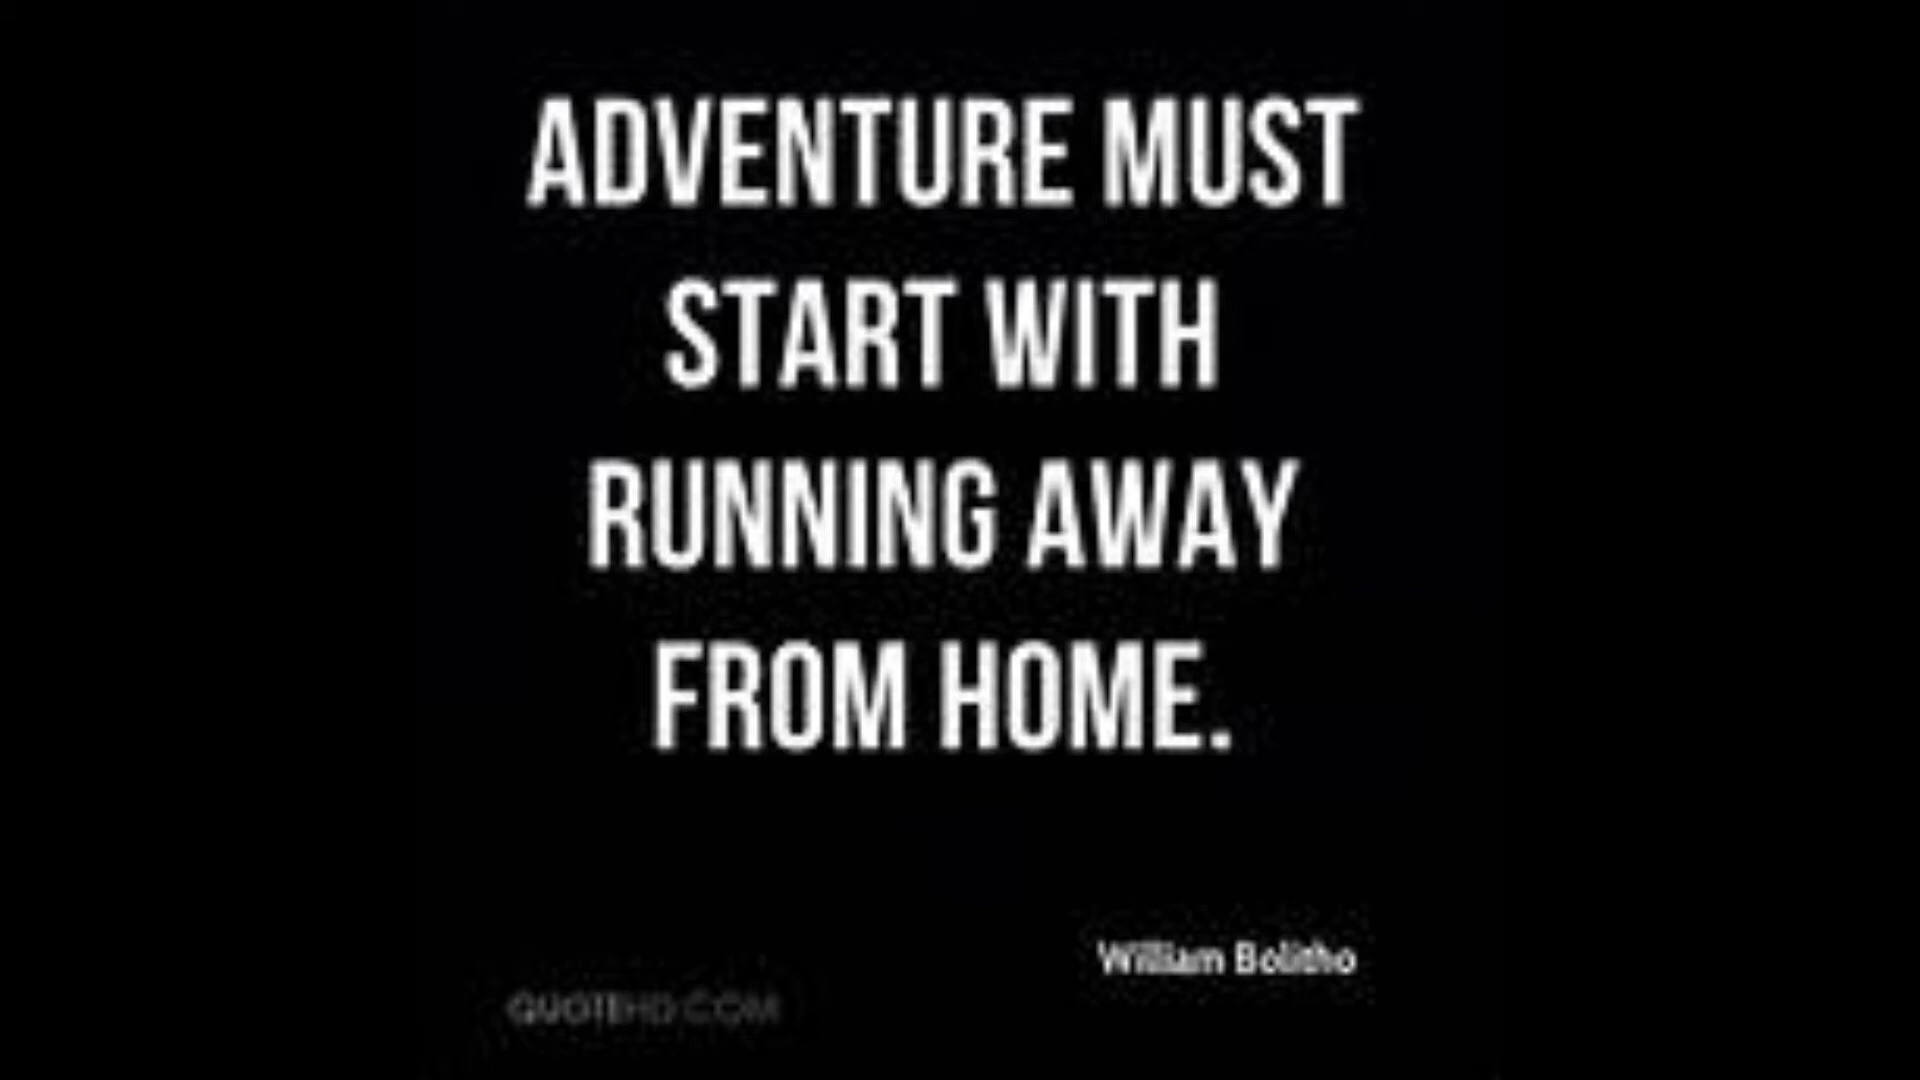 ADVENTURE MUST
START WITH
RUNNING AWAY
FROM HOME.
William Bolitho
QUOTEHD.COM